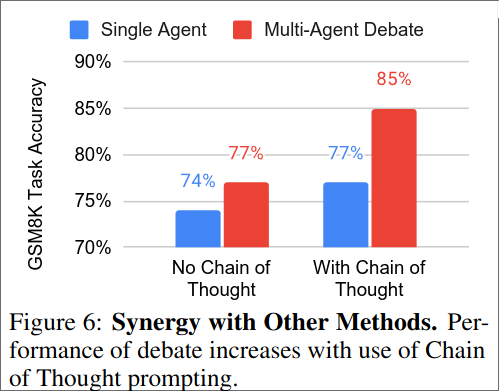 Single Agent Multi-Agent Debate
90%
85%
80%
75%
70%
GSM8K Task Accuracy
74%
77%
77%
85%
No Chain of
Thought
With Chain of
Thought
Figure 6: Synergy with Other Methods. Per-
formance of debate increases with use of Chain
of Thought prompting.